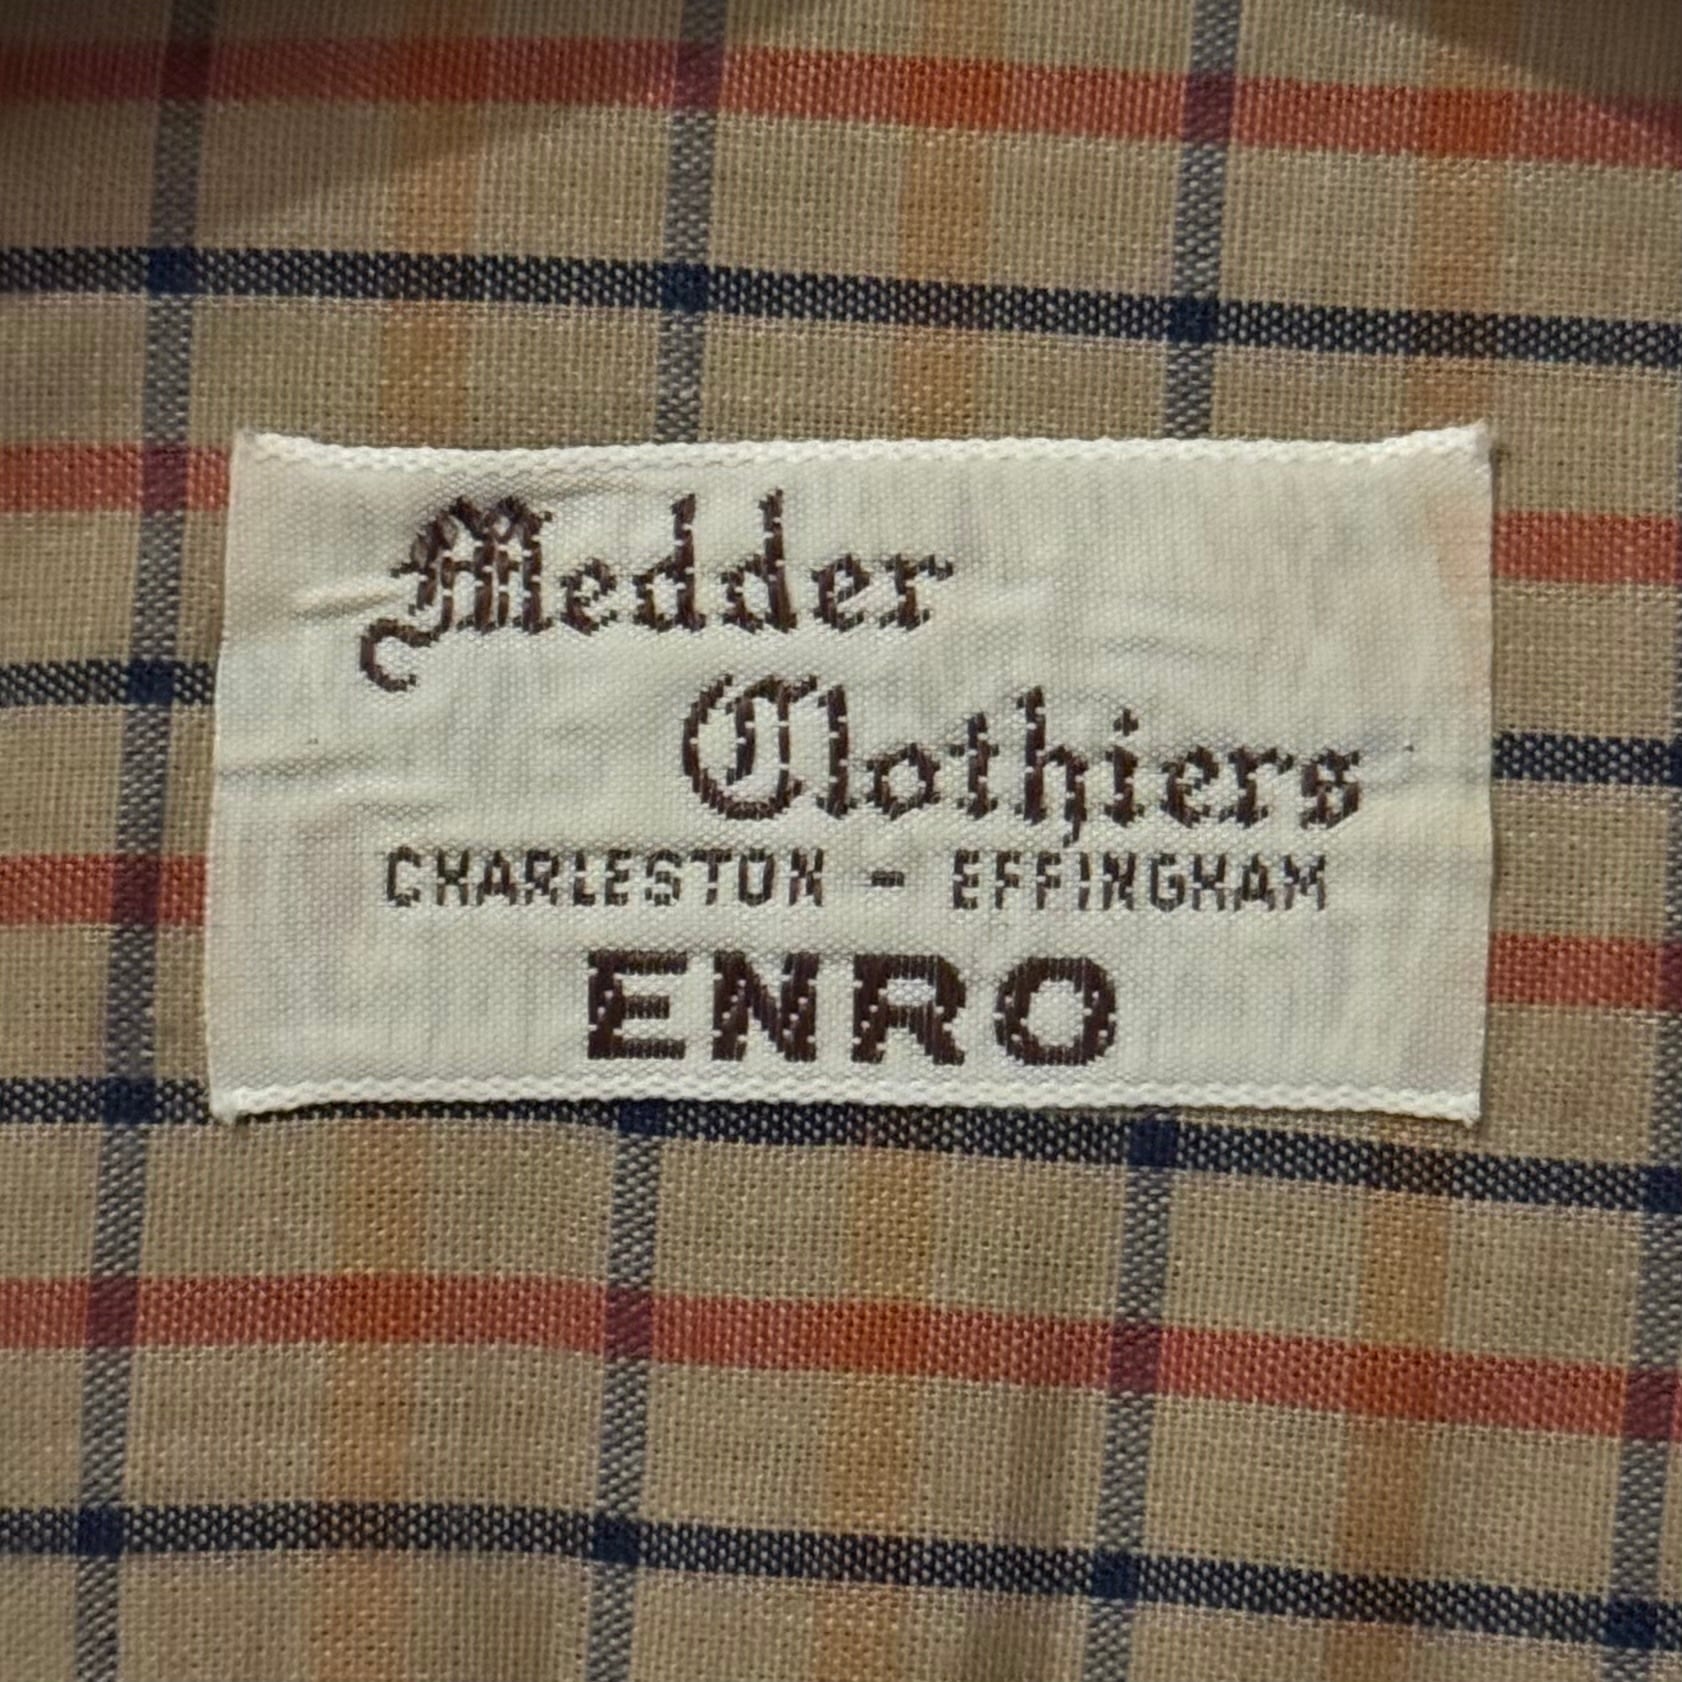 Medder
Clothiers
CHARLESTON - EFFINGHAM
ENRO